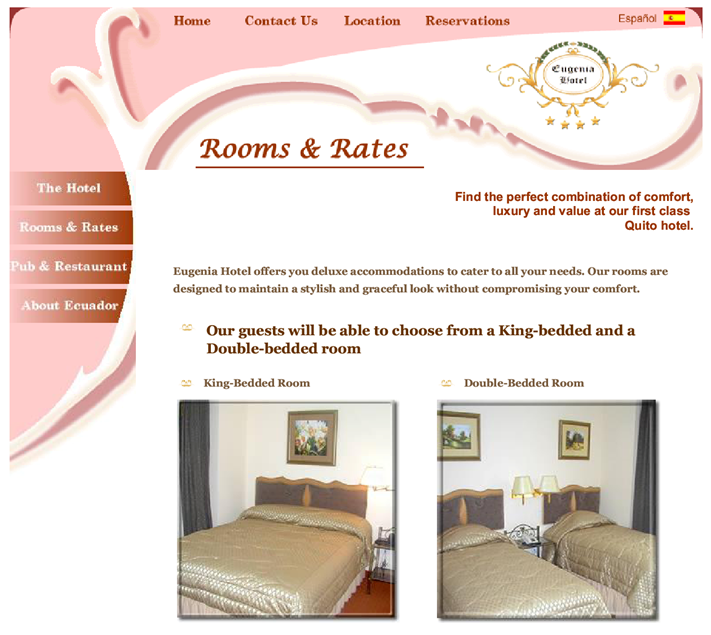 Home Contact Us Location Reservations Español
Eugenia
Hotel
Rooms & Rates
The Hotel
Rooms & Rates
Pub & Restaurant
About Ecuador
Find the perfect combination of comfort,
luxury and value at our first class
Quito hotel.
Eugenia Hotel offers you deluxe accommodations to cater to all your needs. Our rooms are
designed to maintain a stylish and graceful look without compromising your comfort.
Our guests will be able to choose from a King-bedded and a
Double-bedded room
King-Bedded Room Double-Bedded Room